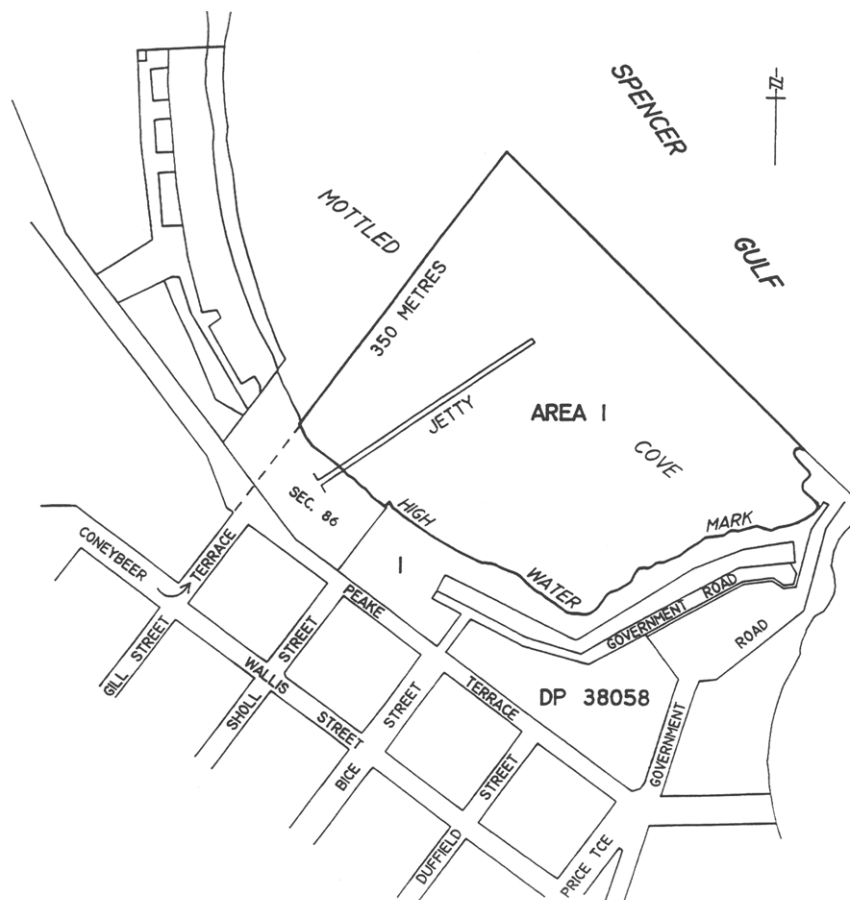 SPENCER
GULF
N
MOTTLED
COVE
350 METRES
JETTY
AREA 1
SEC. 86
HIGH
WATER
MARK
1
CONEYBEER
TERRACE
PEAKE
TERRACE
GOVERNMENT ROAD
GOVERNMENT
ROAD
DP 38058
GILL STREET
WALLIS
STREET
SHOLL
STREET
BICE
STREET
DUFFIELD
STREET
PRICE TCE